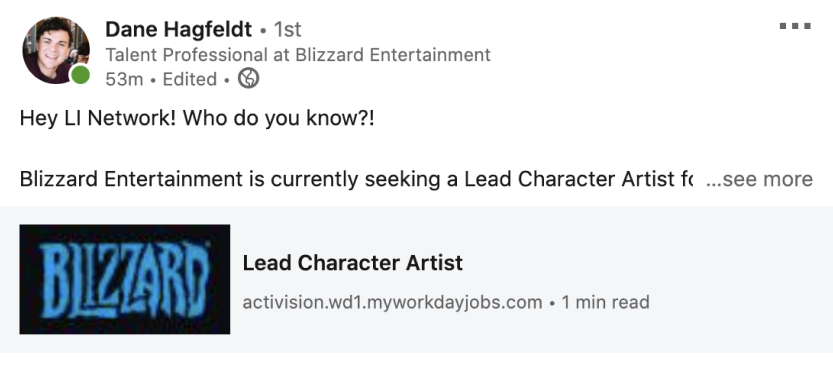 Dane Hagfeldt • 1st
Talent Professional at Blizzard Entertainment
53m • Edited •
Hey LI Network! Who do you know?!
Blizzard Entertainment is currently seeking a Lead Character Artist fo ...see more
BLIZZARD
Lead Character Artist
activision.wd1.myworkdayjobs.com • 1 min read